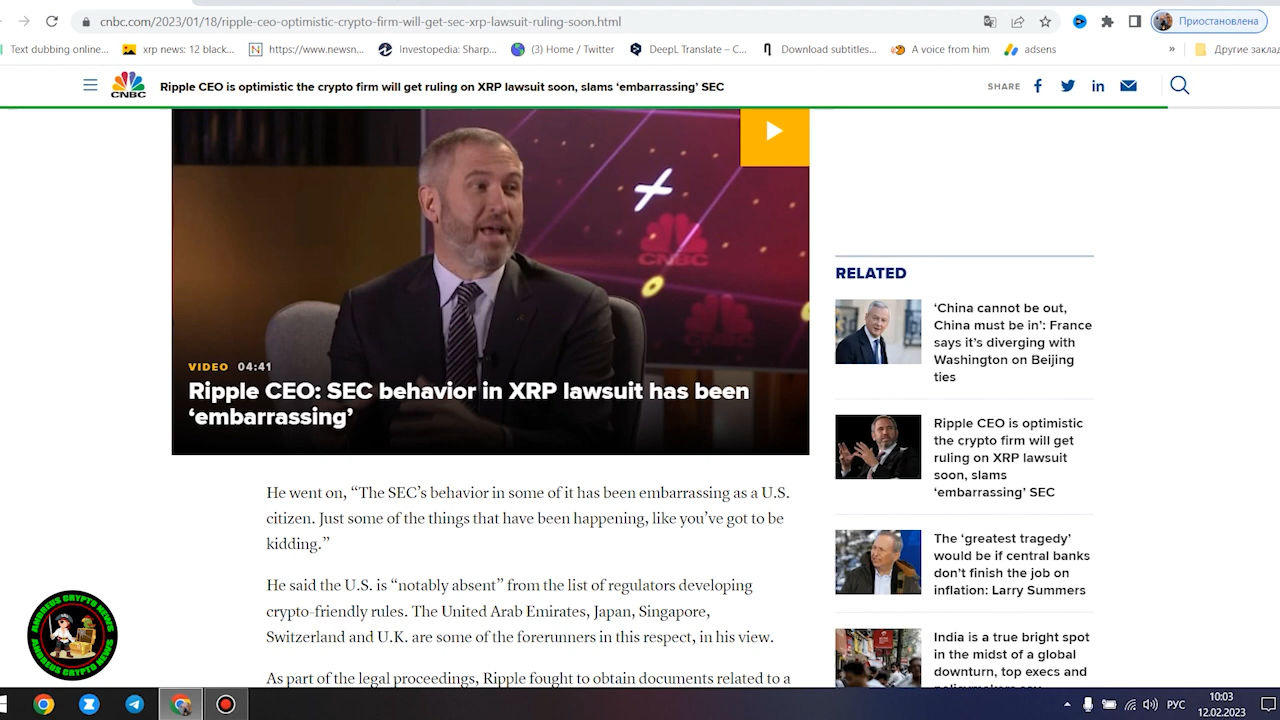 cnbc.com/2023/01/18/ripple-ceo-optimistic-crypto-firm-will-get-sec-xrp-lawsuit-ruling-soon.html
Приостановлена
Text dubbing online...
xrp news: 12 black...
https://www.newsn...
Investopedia: Sharp...
(3) Home / Twitter
DeepL Translate – C...
Download subtitles...
A voice from him
adsens
»
Другие закла
CNBC
Ripple CEO is optimistic the crypto firm will get ruling on XRP lawsuit soon, slams ‘embarrassing’ SEC
SHARE
CNBC
VIDEO 04:41
Ripple CEO: SEC behavior in XRP lawsuit has been
‘embarrassing’
He went on, “The SEC’s behavior in some of it has been embarrassing as a U.S.
citizen. Just some of the things that have been happening, like you’ve got to be
kidding.”
He said the U.S. is “notably absent” from the list of regulators developing
crypto-friendly rules. The United Arab Emirates, Japan, Singapore,
Switzerland and U.K. are some of the forerunners in this respect, in his view.
As part of the legal proceedings, Ripple fought to obtain documents related to a
RELATED
‘China cannot be out,
China must be in’: France
says it’s diverging with
Washington on Beijing
ties
Ripple CEO is optimistic
the crypto firm will get
ruling on XRP lawsuit
soon, slams
‘embarrassing’ SEC
The ‘greatest tragedy’
would be if central banks
don’t finish the job on
inflation: Larry Summers
India is a true bright spot
in the midst of a global
downturn, top execs and
ANDREUS CRYPTO NEWS
ANDREUS CRYPTO NEWS
РУС
10:03
12.02.2023